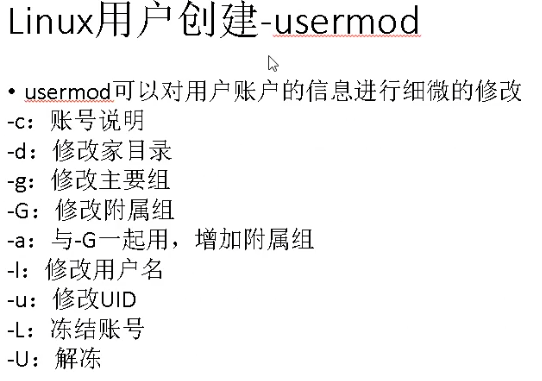 Linux用户创建-usermod
• usermod可以对用户账户的信息进行细微的修改
-c：账号说明
-d：修改家目录
-g：修改主要组
-G：修改附属组
-a：与-G一起用，增加附属组
-l：修改用户名
-u：修改UID
-L：冻结账号
-U：解冻